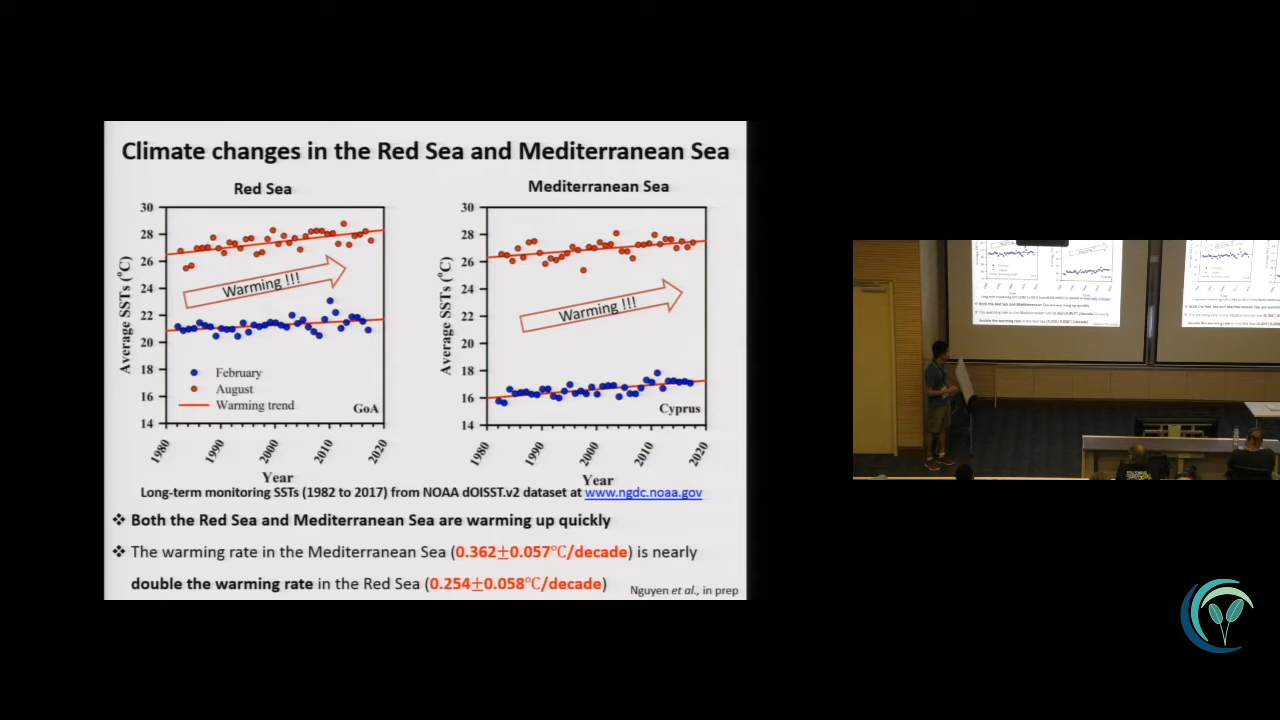 Climate changes in the Red Sea and Mediterranean Sea
Red Sea
30
28
26
24
22
20
18
16
14
Average SSTs (°C)
Warming !!!
February
August
Warming trend
GoA
1980
1990
2000
2010
2020
Year
Mediterranean Sea
30
28
26
24
22
20
18
16
14
Average SSTs (°C)
Warming !!!
Cyprus
1980
1990
2000
2010
2020
Year
Long-term monitoring SSTs (1982 to 2017) from NOAA dOISST.v2 dataset at www.ngdc.noaa.gov
❖ Both the Red Sea and Mediterranean Sea are warming up quickly
❖ The warming rate in the Mediterranean Sea (0.362±0.057℃/decade) is nearly
double the warming rate in the Red Sea (0.254±0.058℃/decade)
Nguyen et al., in prep